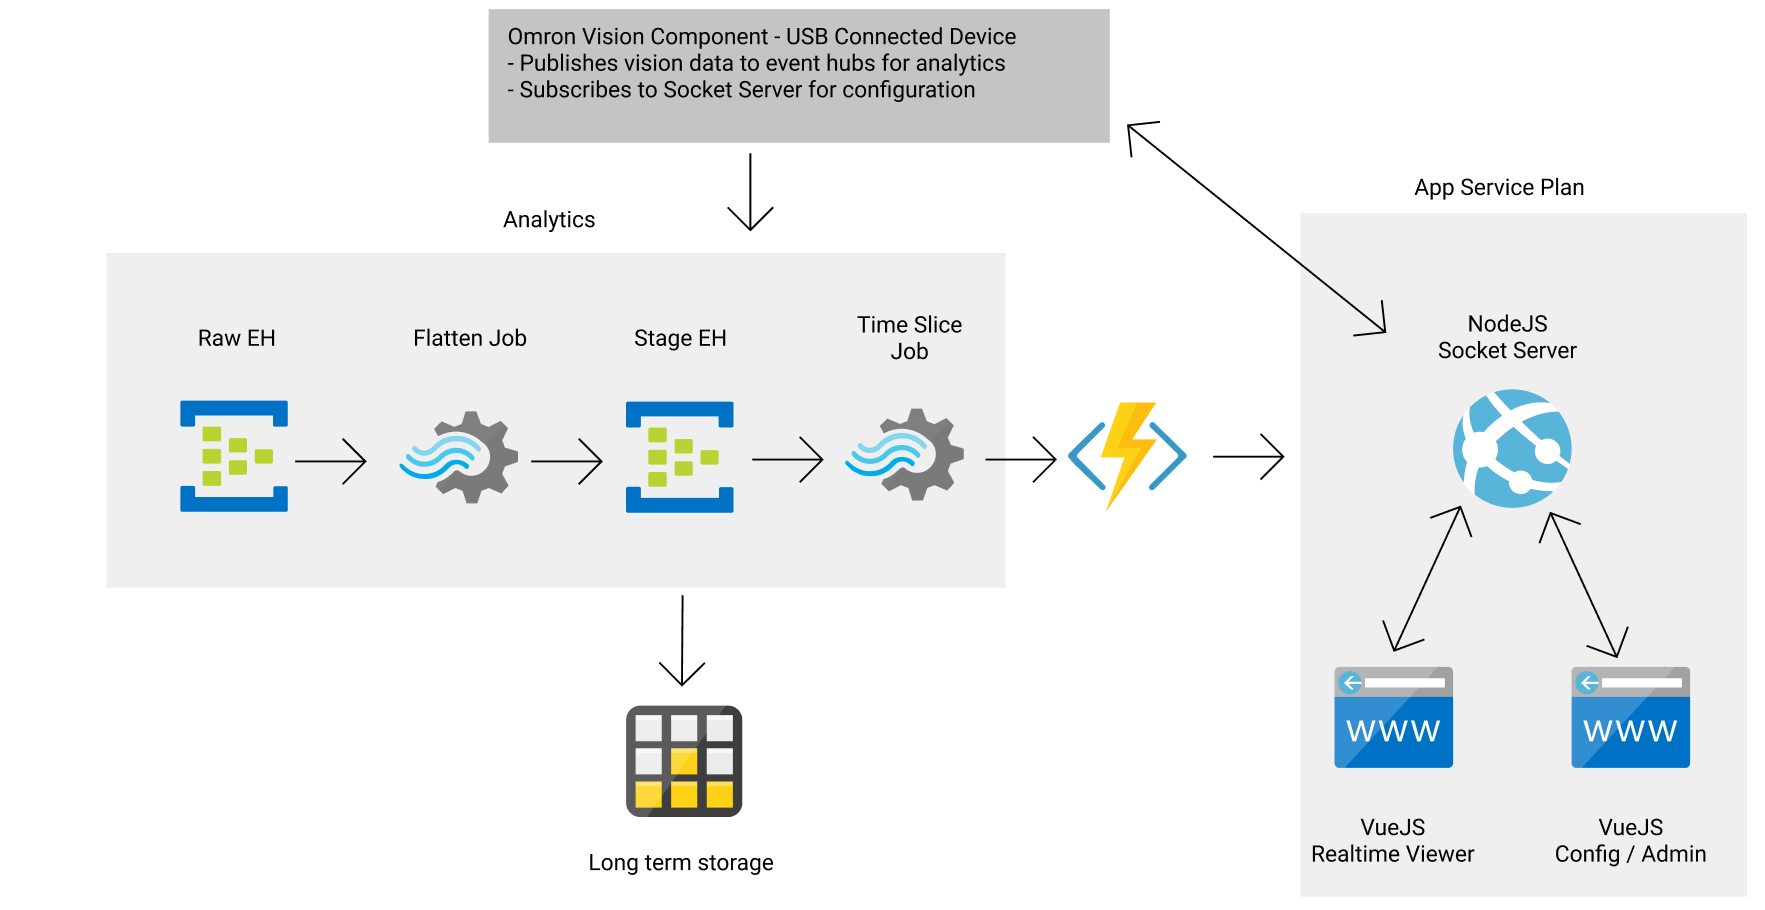 Omron Vision Component - USB Connected Device
- Publishes vision data to event hubs for analytics
- Subscribes to Socket Server for configuration
App Service Plan
Analytics
Raw EH
Flatten Job
Stage EH
Time Slice
Job
NodeJS
Socket Server
WWW
WWW
VueJS
Realtime Viewer
VueJS
Config / Admin
Long term storage